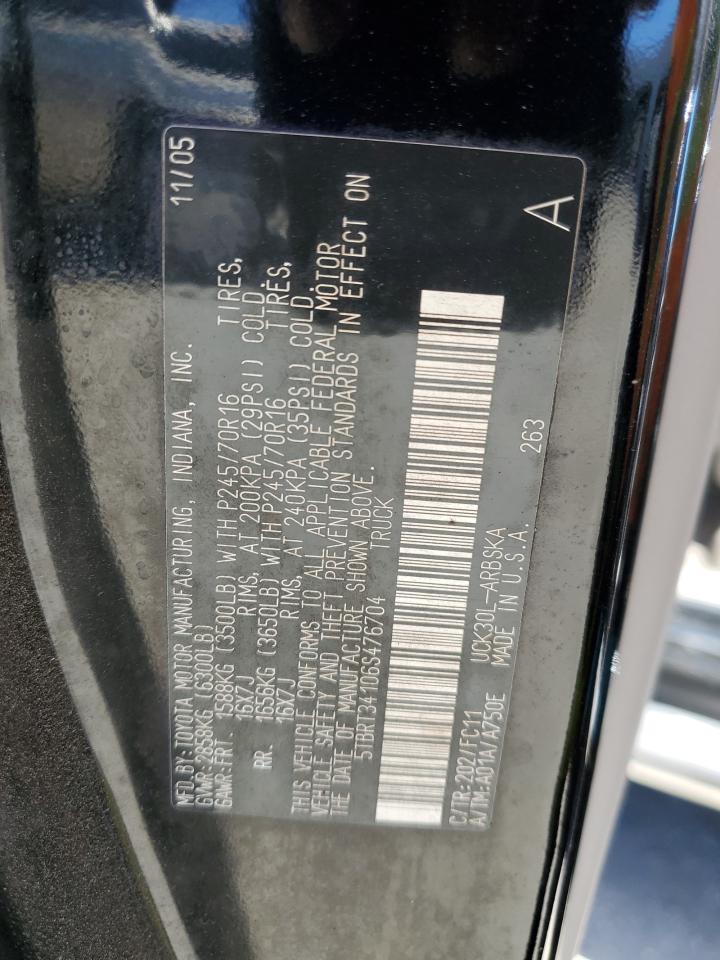 MFD.BY:TOYOTA MOTOR MANUFACTURING, INDIANA, INC. 11/05
GVWR:2858KG (6300LB)
GAWR:FRT. 1588KG (3500LB) WITH P245/70R16 TIRES,
16X7J RIMS, AT 200KPA (29PSI) COLD.
RR. 1656KG (3650LB) WITH P245/70R16 TIRES,
16X7J RIMS, AT 240KPA (35PSI) COLD.
THIS VEHICLE CONFORMS TO ALL APPLICABLE FEDERAL MOTOR
VEHICLE SAFETY AND THEFT PREVENTION STANDARDS IN EFFECT ON
THE DATE OF MANUFACTURE SHOWN ABOVE.
5TBRT34106S476704 TRUCK
C/TR:202/FC11 UCK30L-ARBSKA
A/TM:A01A/A750E MADE IN U.S.A. 263
A